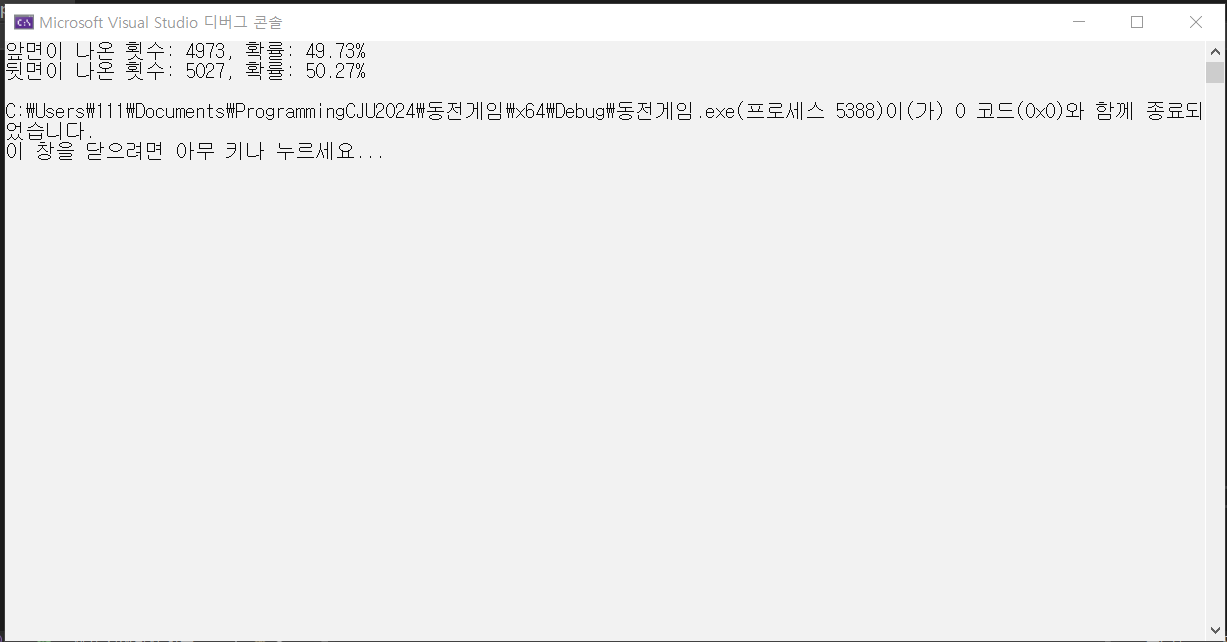 Microsoft Visual Studio 디버그 콘솔
앞면이 나온 횟수: 4973, 확률: 49.73%
뒷면이 나온 횟수: 5027, 확률: 50.27%
C:₩Users₩111₩Documents₩ProgrammingCJU2024₩동전게임₩x64₩Debug₩동전게임.exe(프로세스 5388)이(가) 0 코드(0x0)와 함께 종료되
었습니다.
이 창을 닫으려면 아무 키나 누르세요...